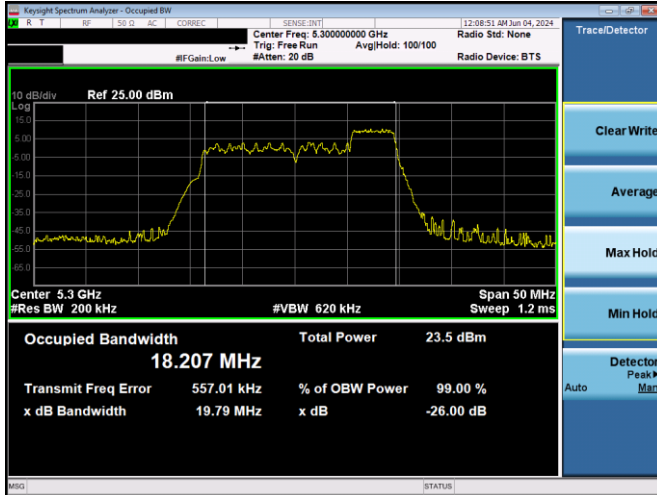 Keysight Spectrum Analyzer - Occupied BW
R T RF 50 Ω AC CORREC SENSE:INT 12:08:51 AM Jun 04, 2024
Center Freq: 5.300000000 GHz Radio Std: None
Trig: Free Run Avg|Hold: 100/100
#IFGain:Low #Atten: 20 dB Radio Device: BTS
10 dB/div Ref 25.00 dBm
Log
15.0
5.00
-5.00
-15.0
-25.0
-35.0
-45.0
-55.0
-65.0
Center 5.3 GHz Span 50 MHz
#Res BW 200 kHz #VBW 620 kHz Sweep 1.2 ms
Occupied Bandwidth Total Power 23.5 dBm
18.207 MHz
Transmit Freq Error 557.01 kHz % of OBW Power 99.00 %
x dB Bandwidth 19.79 MHz x dB -26.00 dB
MSG STATUS
Trace/Detector
Clear Write
Average
Max Hold
Min Hold
Detector
Peak▶
Auto Man